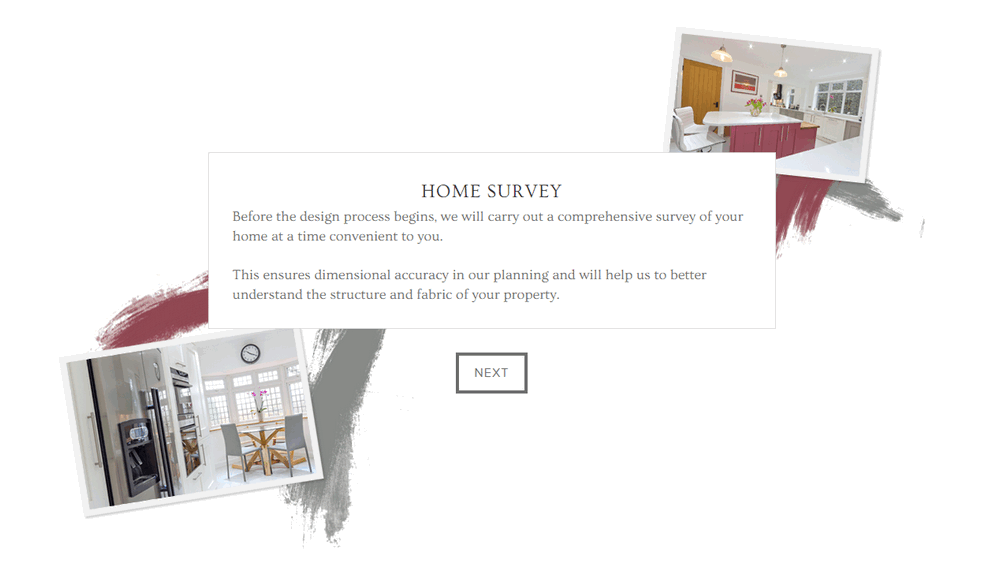 HOME SURVEY
Before the design process begins, we will carry out a comprehensive survey of your
home at a time convenient to you.
This ensures dimensional accuracy in our planning and will help us to better
understand the structure and fabric of your property.
NEXT